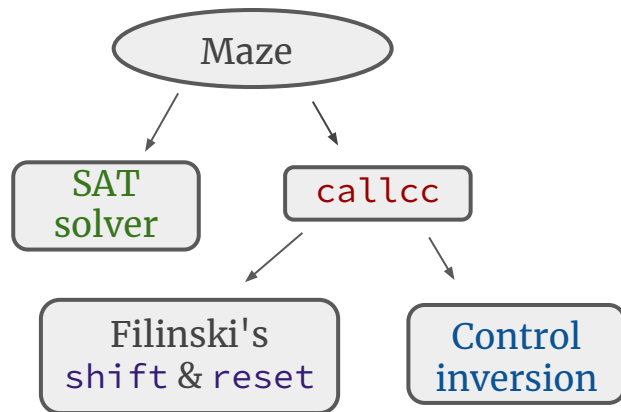 Maze
SAT
solver
callcc
Filinski's
shift & reset
Control
inversion